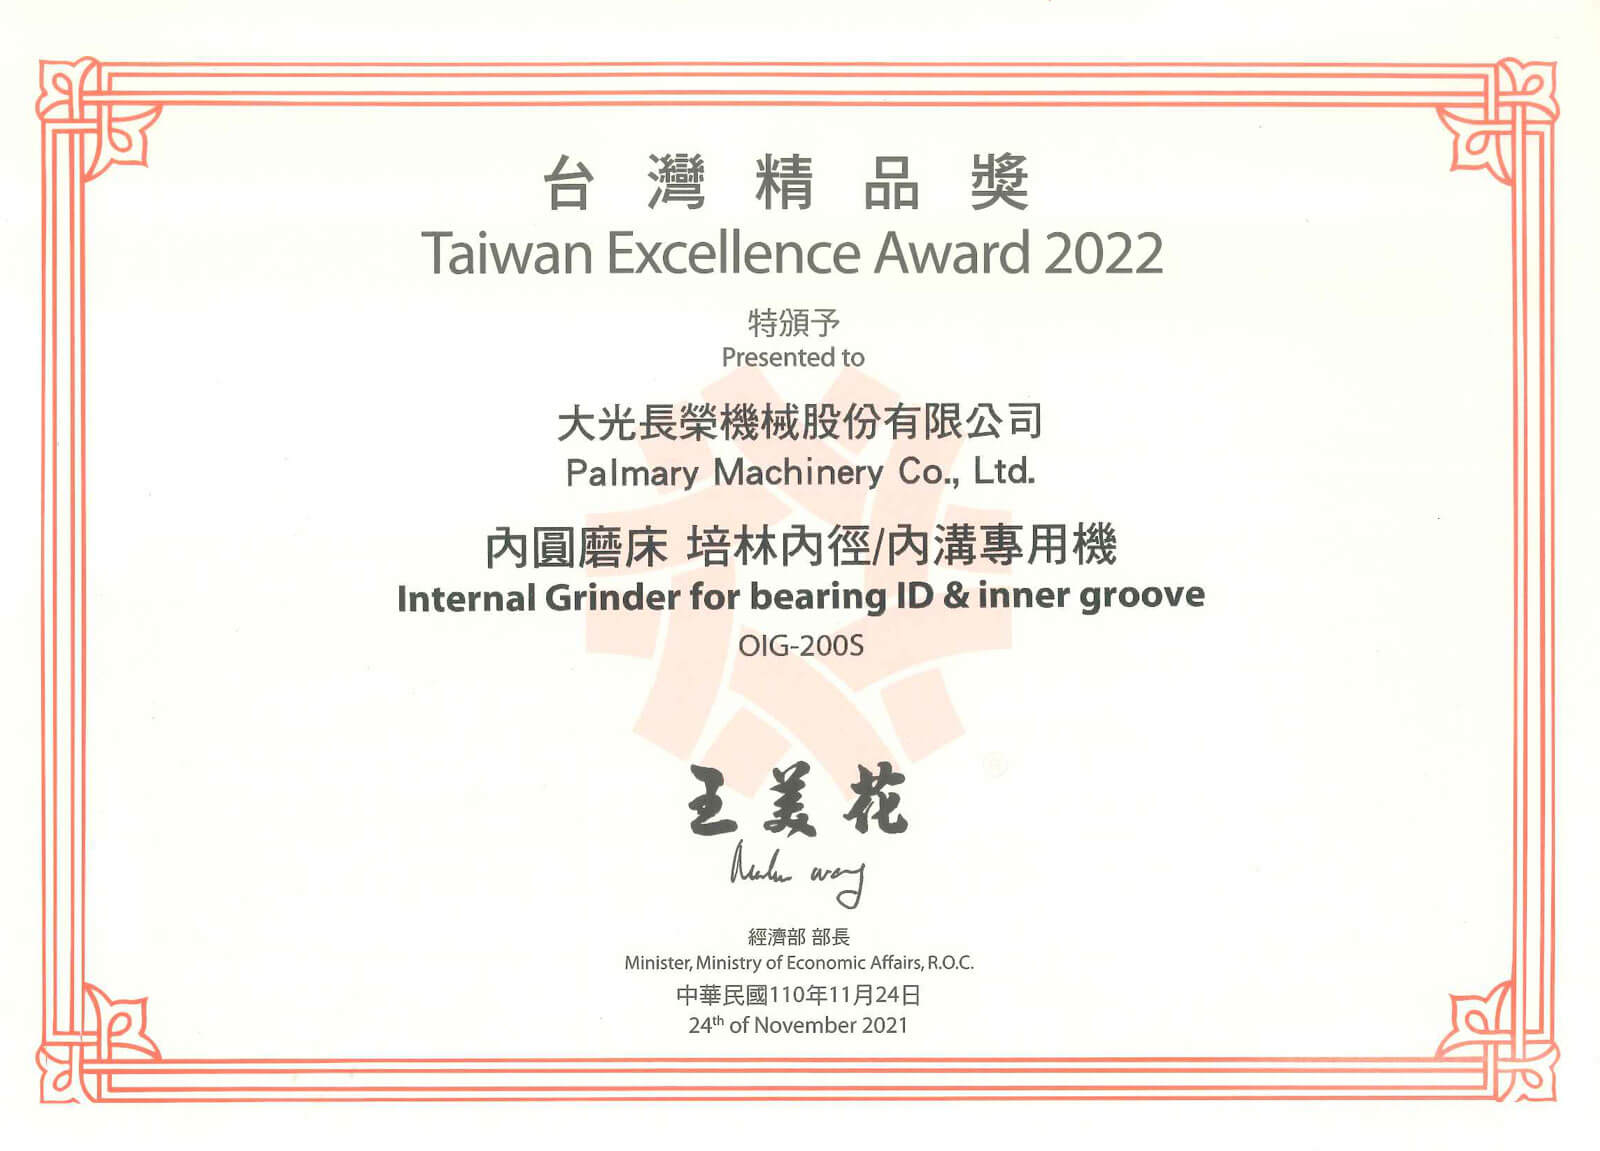 台灣精品獎
Taiwan Excellence Award 2022
特頒予
Presented to
大光長榮機械股份有限公司
Palmary Machinery Co., Ltd.
內圓磨床 培林內徑/內溝專用機
Internal Grinder for bearing ID & inner groove
OIG-200S
®
王美花
經濟部 部長
Minister, Ministry of Economic Affairs, R.O.C.
中華民國110年11月24日
24th of November 2021